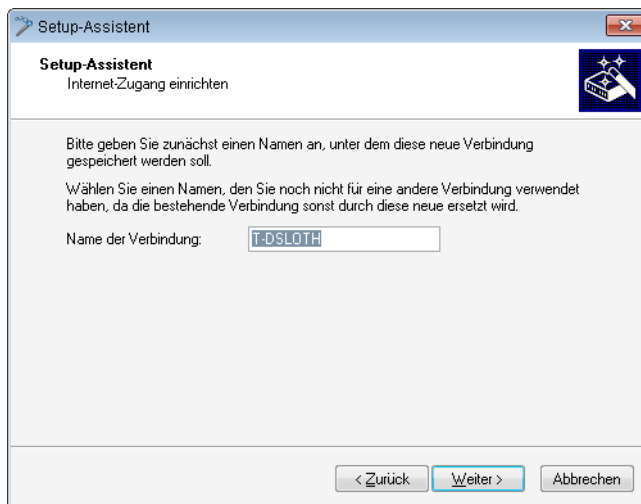 Setup-Assistent
Setup-Assistent
Internet-Zugang einrichten
Bitte geben Sie zunächst einen Namen an, unter dem diese neue Verbindung
gespeichert werden soll.
Wählen Sie einen Namen, den Sie noch nicht für eine andere Verbindung verwendet
haben, da die bestehende Verbindung sonst durch diese neue ersetzt wird.
Name der Verbindung: T-DSLOTH
< Zurück Weiter > Abbrechen